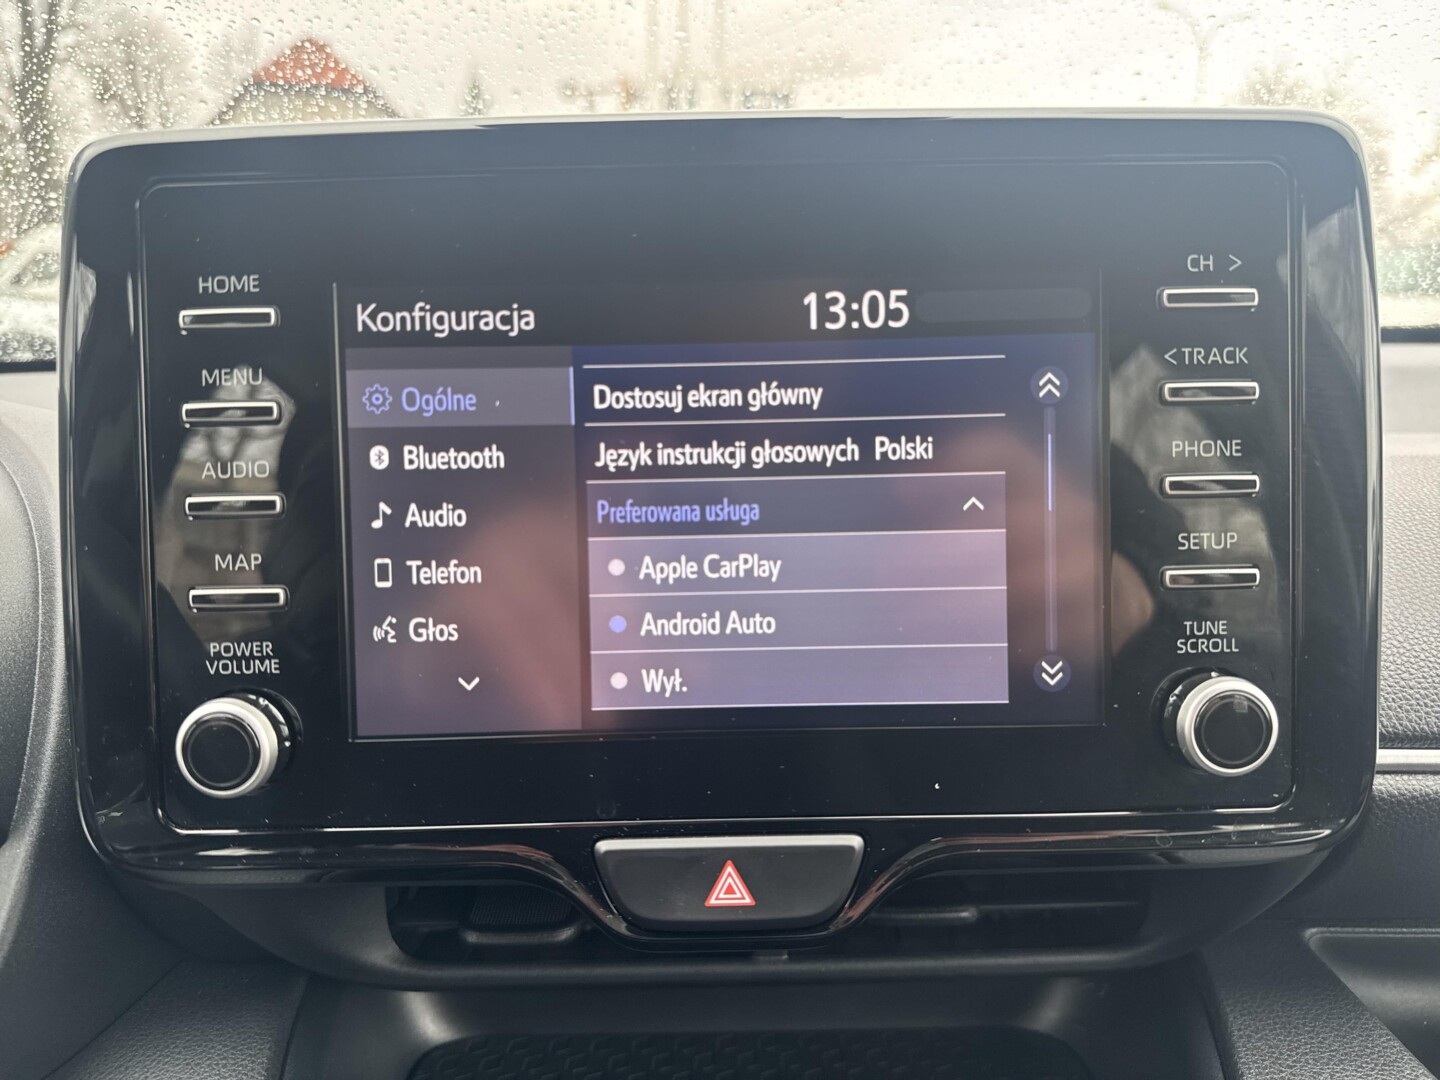 HOME
MENU
AUDIO
MAP
POWER
VOLUME
Konfiguracja
13:05
Ogólne
Bluetooth
Audio
Telefon
Głos
Dostosuj ekran główny
Język instrukcji głosowych Polski
Preferowana usługa
Apple CarPlay
Android Auto
Wył.
CH >
< TRACK
PHONE
SETUP
TUNE
SCROLL